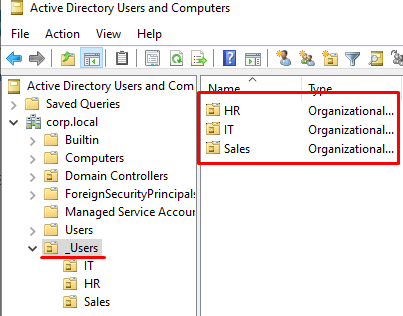 Active Directory Users and Computers
File Action View Help
Active Directory Users and Com
Saved Queries
corp.local
Builtin
Computers
Domain Controllers
ForeignSecurityPrincipals
Managed Service Accoun
Users
_Users
IT
HR
Sales
Name Type
HR Organizational...
IT Organizational...
Sales Organizational...